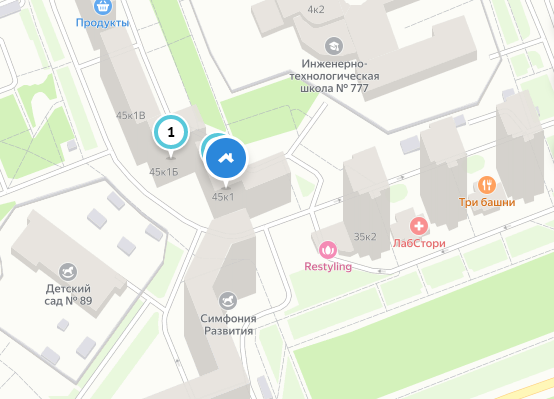 4к2
Продукты
Инженерно-
технологическая
школа № 777
45к1В
1
45к1Б
45к1
Три башни
35к2
ЛабСтори
Restyling
Детский
сад № 89
Симфония
Развития